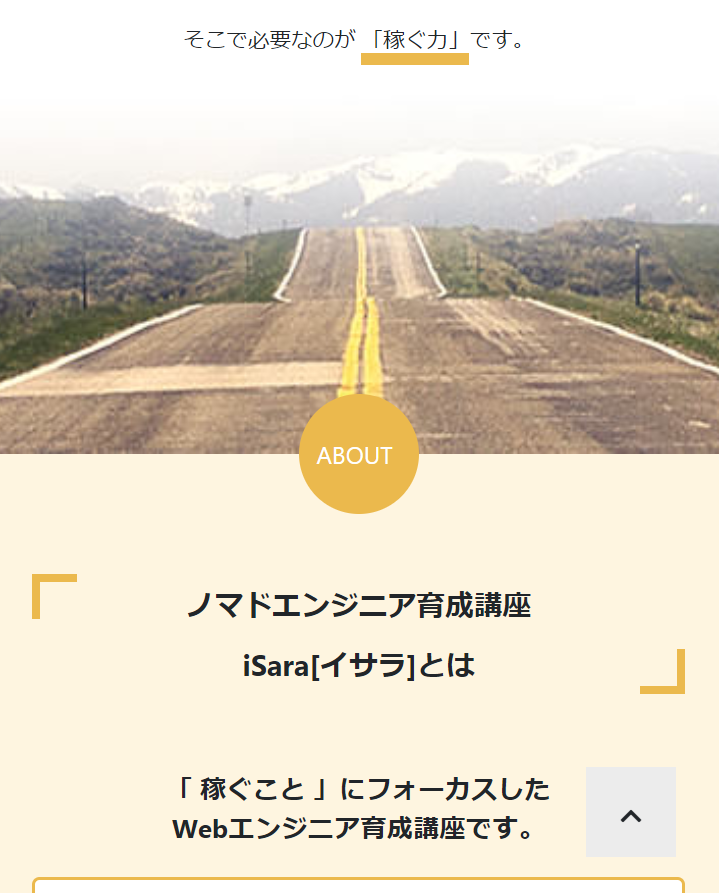 そこで必要なのが 「稼ぐ力」です。
ABOUT
ノマドエンジニア育成講座
iSara[イサラ]とは
「 稼ぐこと 」にフォーカスした
Webエンジニア育成講座です。